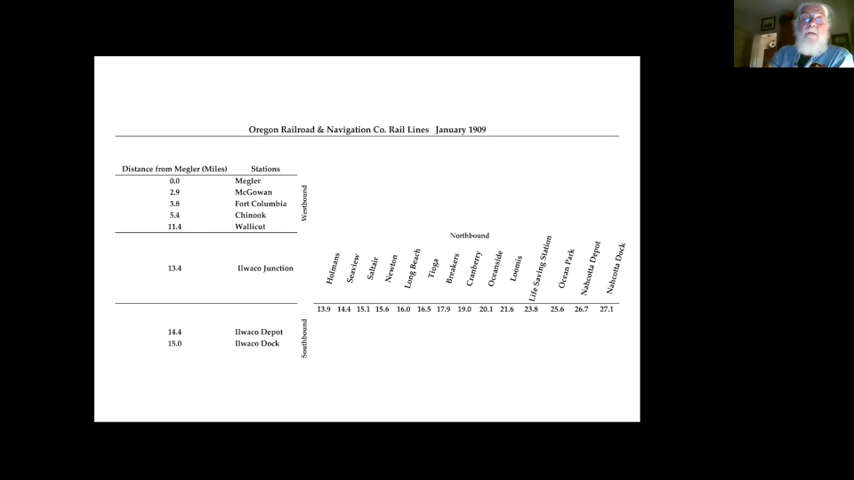 Oregon Railroad & Navigation Co. Rail Lines January 1909
Distance from Megler (Miles) Stations
0.0 Megler
2.9 McGowan
3.8 Fort Columbia
5.4 Chinook
11.4 Wallicut
Westbound
Northbound
13.4 Ilwaco Junction
Holmans Seaview Saltair Newton Long Beach Tioga Breakers Cranberry Oceanside Loomis Life Saving Station Ocean Park Nahcotta Depot Nahcotta Dock
13.9 14.4 15.1 15.6 16.0 16.5 17.9 19.0 20.1 21.6 23.8 25.6 26.7 27.1
14.4 Ilwaco Depot
15.0 Ilwaco Dock
Southbound